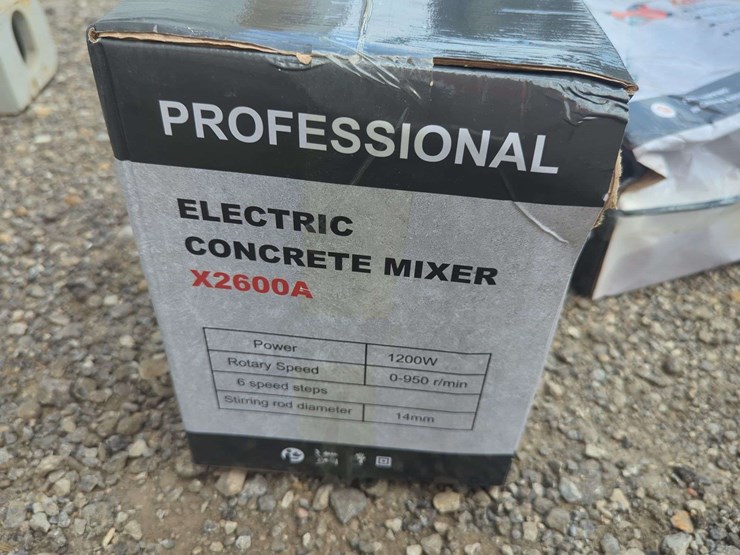 PROFESSIONAL
ELECTRIC
CONCRETE MIXER
X2600A
Power 1200W
Rotary Speed 0-950 r/min
6 speed steps
Stirring rod diameter 14mm